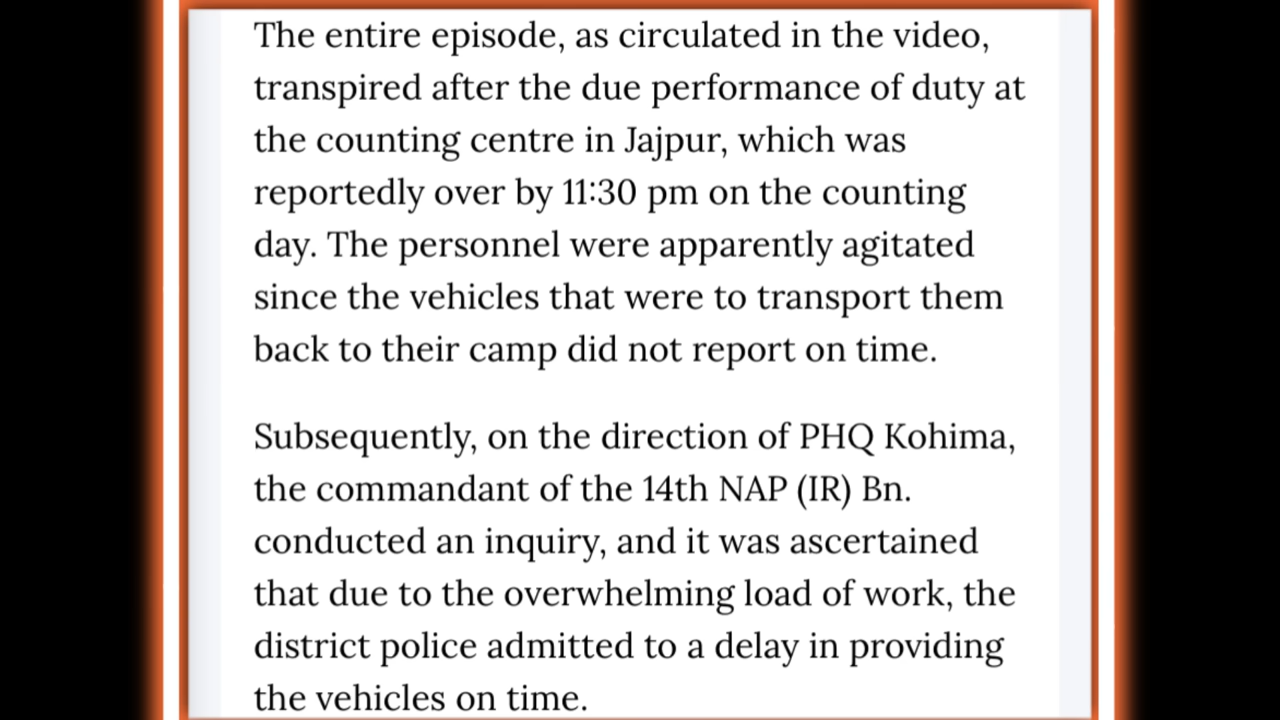 The entire episode, as circulated in the video,
transpired after the due performance of duty at
the counting centre in Jajpur, which was
reportedly over by 11:30 pm on the counting
day. The personnel were apparently agitated
since the vehicles that were to transport them
back to their camp did not report on time.
Subsequently, on the direction of PHQ Kohima,
the commandant of the 14th NAP (IR) Bn.
conducted an inquiry, and it was ascertained
that due to the overwhelming load of work, the
district police admitted to a delay in providing
the vehicles on time.